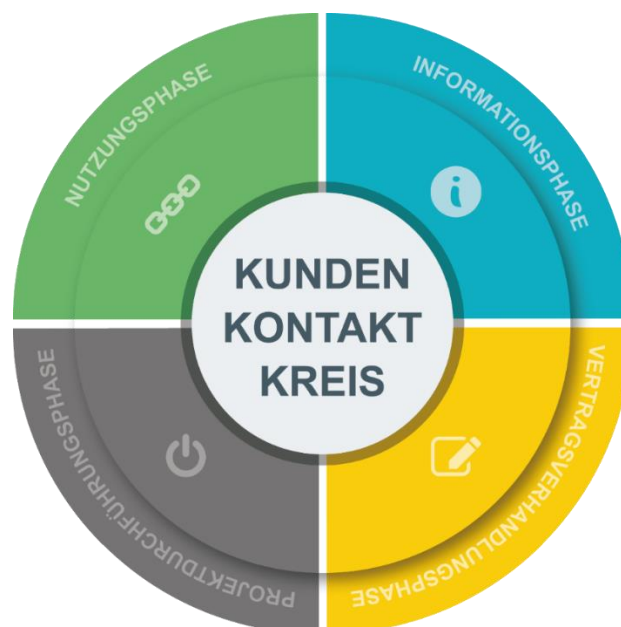 NUTZUNGSPHASE
INFORMATIONSPHASE
KUNDEN
KONTAKT
KREIS
PROJEKTDURCHFÜHRUNGSPHASE
VERTRAGSVERHANDLUNGSPHASE